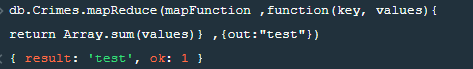 db.Crimes.mapReduce(mapFunction ,function(key, values){
return Array.sum(values)} ,{out:"test"})
{ result: 'test', ok: 1 }